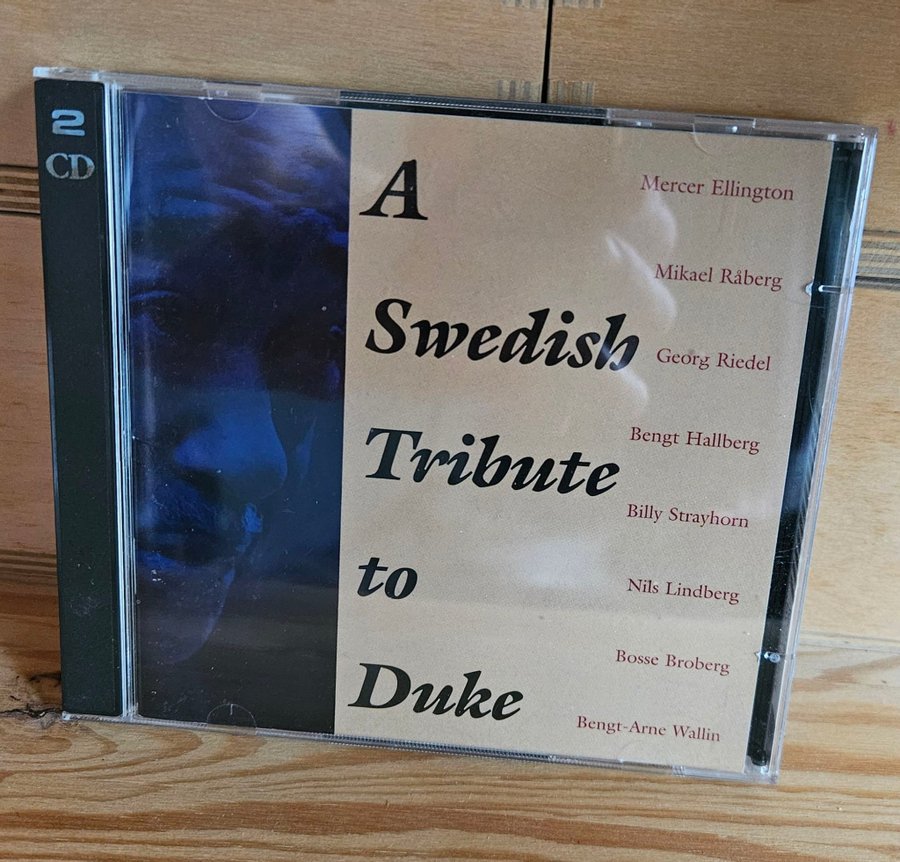 2
CD
A
Swedish
Tribute
to
Duke
Mercer Ellington
Mikael Råberg
Georg Riedel
Bengt Hallberg
Billy Strayhorn
Nils Lindberg
Bosse Broberg
Bengt-Arne Wallin